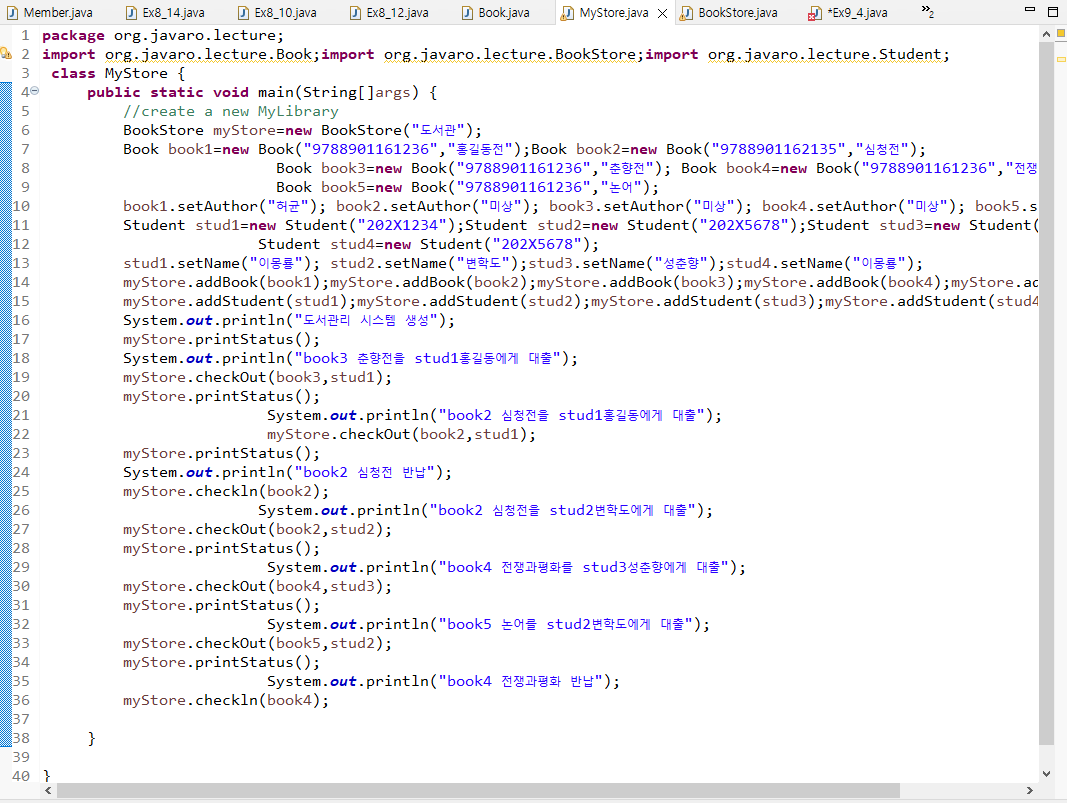 Member.java Ex8_14.java Ex8_10.java Ex8_12.java Book.java MyStore.java BookStore.java *Ex9_4.java »2
1 package org.javaro.lecture;
2 import org.javaro.lecture.Book;import org.javaro.lecture.BookStore;import org.javaro.lecture.Student;
3 class MyStore {
4 public static void main(String[]args) {
5 //create a new MyLibrary
6 BookStore myStore=new BookStore("도서관");
7 Book book1=new Book("9788901161236","홍길동전");Book book2=new Book("9788901162135","심청전");
8 Book book3=new Book("9788901161236","춘향전"); Book book4=new Book("9788901161236","전쟁
9 Book book5=new Book("9788901161236","논어");
10 book1.setAuthor("허균"); book2.setAuthor("미상"); book3.setAuthor("미상"); book4.setAuthor("미상"); book5.s
11 Student stud1=new Student("202X1234");Student stud2=new Student("202X5678");Student stud3=new Student(
12 Student stud4=new Student("202X5678");
13 stud1.setName("이몽룡"); stud2.setName("변학도");stud3.setName("성춘향");stud4.setName("이몽룡");
14 myStore.addBook(book1);myStore.addBook(book2);myStore.addBook(book3);myStore.addBook(book4);myStore.ad
15 myStore.addStudent(stud1);myStore.addStudent(stud2);myStore.addStudent(stud3);myStore.addStudent(stud4
16 System.out.println("도서관리 시스템 생성");
17 myStore.printStatus();
18 System.out.println("book3 춘향전을 stud1홍길동에게 대출");
19 myStore.checkOut(book3,stud1);
20 myStore.printStatus();
21 System.out.println("book2 심청전을 stud1홍길동에게 대출");
22 myStore.checkOut(book2,stud1);
23 myStore.printStatus();
24 System.out.println("book2 심청전 반납");
25 myStore.checkln(book2);
26 System.out.println("book2 심청전을 stud2변학도에게 대출");
27 myStore.checkOut(book2,stud2);
28 myStore.printStatus();
29 System.out.println("book4 전쟁과평화를 stud3성춘향에게 대출");
30 myStore.checkOut(book4,stud3);
31 myStore.printStatus();
32 System.out.println("book5 논어를 stud2변학도에게 대출");
33 myStore.checkOut(book5,stud2);
34 myStore.printStatus();
35 System.out.println("book4 전쟁과평화 반납");
36 myStore.checkln(book4);
37
38 }
39
40 }